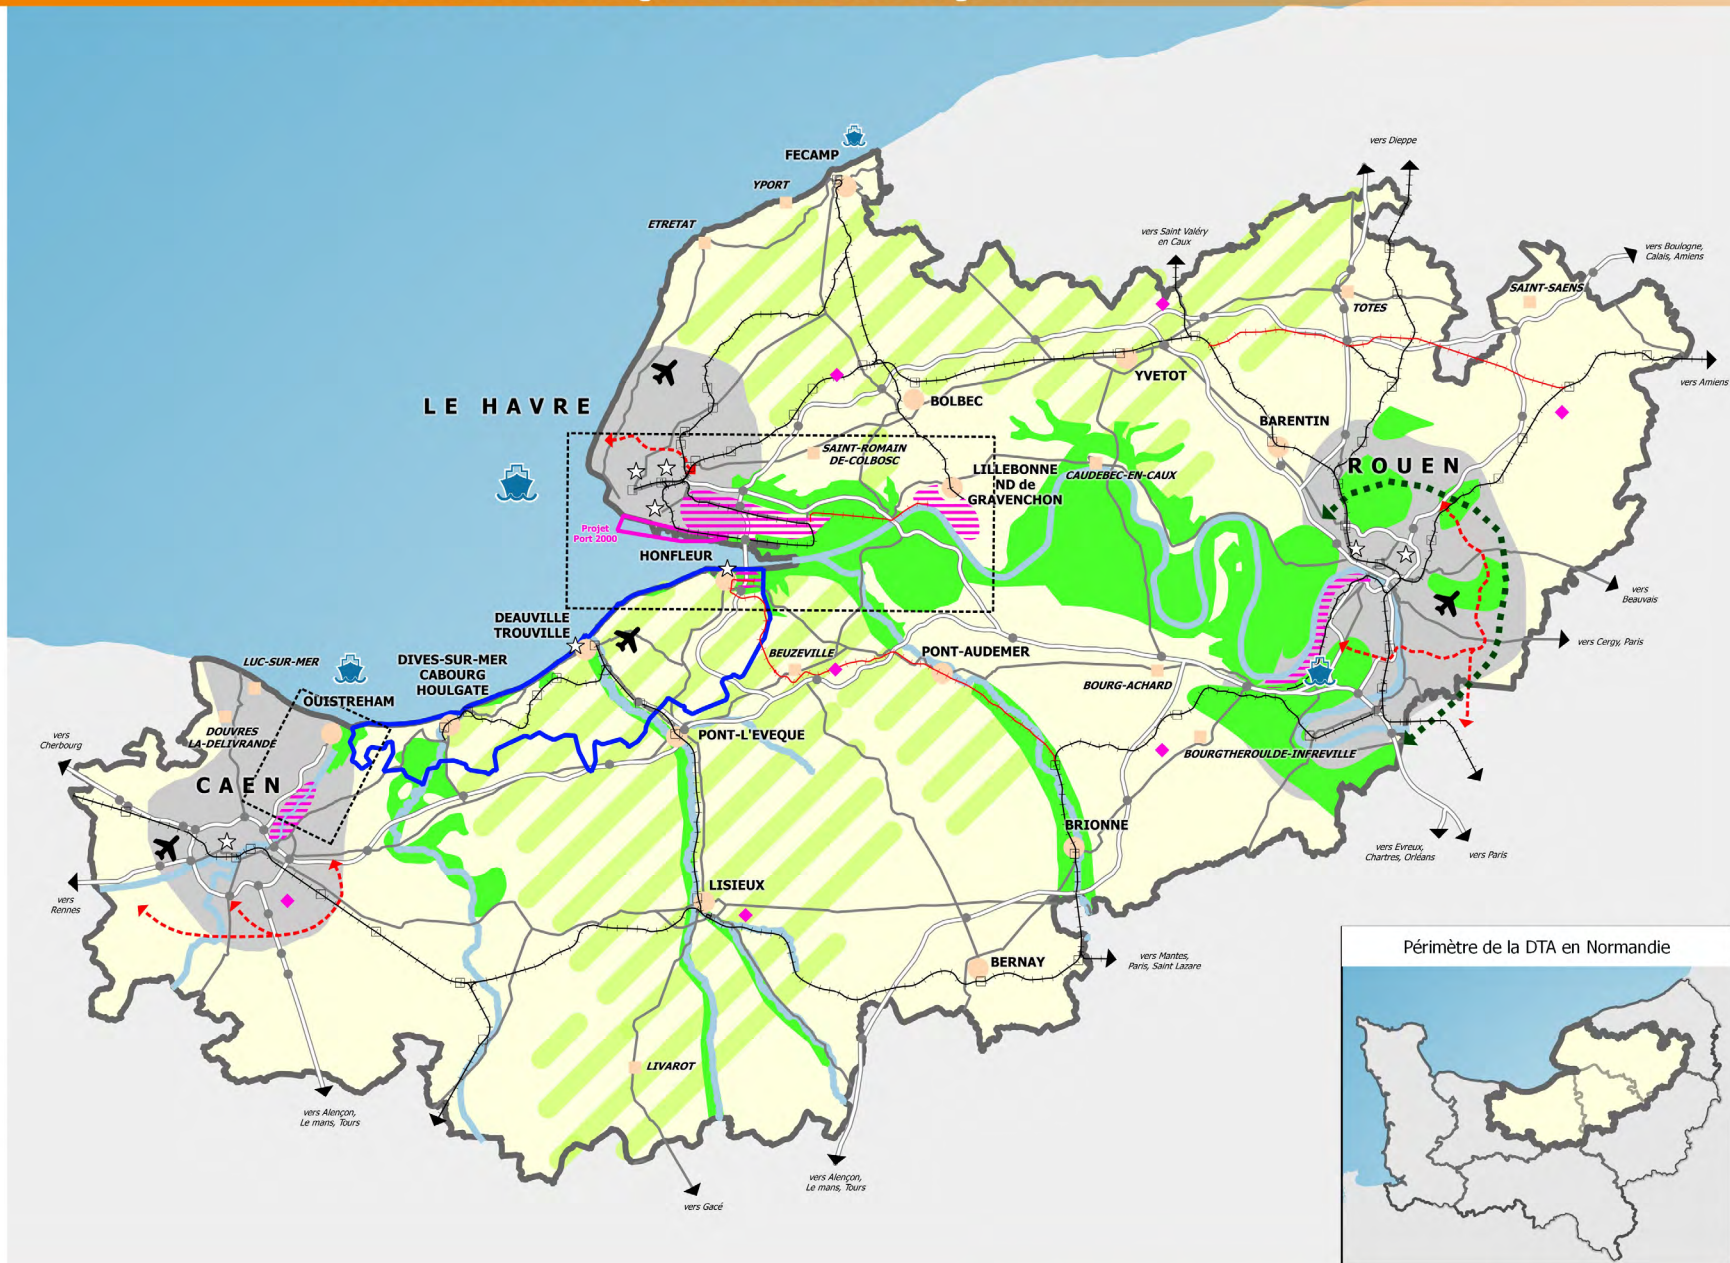 vers Dieppe
FECAMP
YPORT
ETRETAT
vers Saint Valéry
en Caux
vers Boulogne,
Calais, Amiens
SAINT-SAENS
TOTES
YVETOT
vers Amiens
LE HAVRE
BOLBEC
BARENTIN
SAINT-ROMAIN
DE-COLBOSC
ROUEN
LILLEBONNE
ND de
GRAVENCHON
CAUDEBEC-EN-CAUX
Projet
Port 2000
HONFLEUR
vers
Beauvais
DEAUVILLE
TROUVILLE
vers Cergy, Paris
LUC-SUR-MER
DIVES-SUR-MER
CABOURG
HOULGATE
BEUZEVILLE
PONT-AUDEMER
BOURG-ACHARD
OUISTREHAM
DOUVRES
LA-DELIVRANDE
vers
Cherbourg
PONT-L'EVEQUE
BOURGTHEROULDE-INFREVILLE
CAEN
BRIONNE
vers Evreux,
Chartres, Orléans
vers Paris
vers
Rennes
LISIEUX
BERNAY
vers Mantes,
Paris, Saint Lazare
Périmètre de la DTA en Normandie
LIVAROT
vers Alençon,
Le mans, Tours
vers Alençon,
Le mans, Tours
vers Gacé